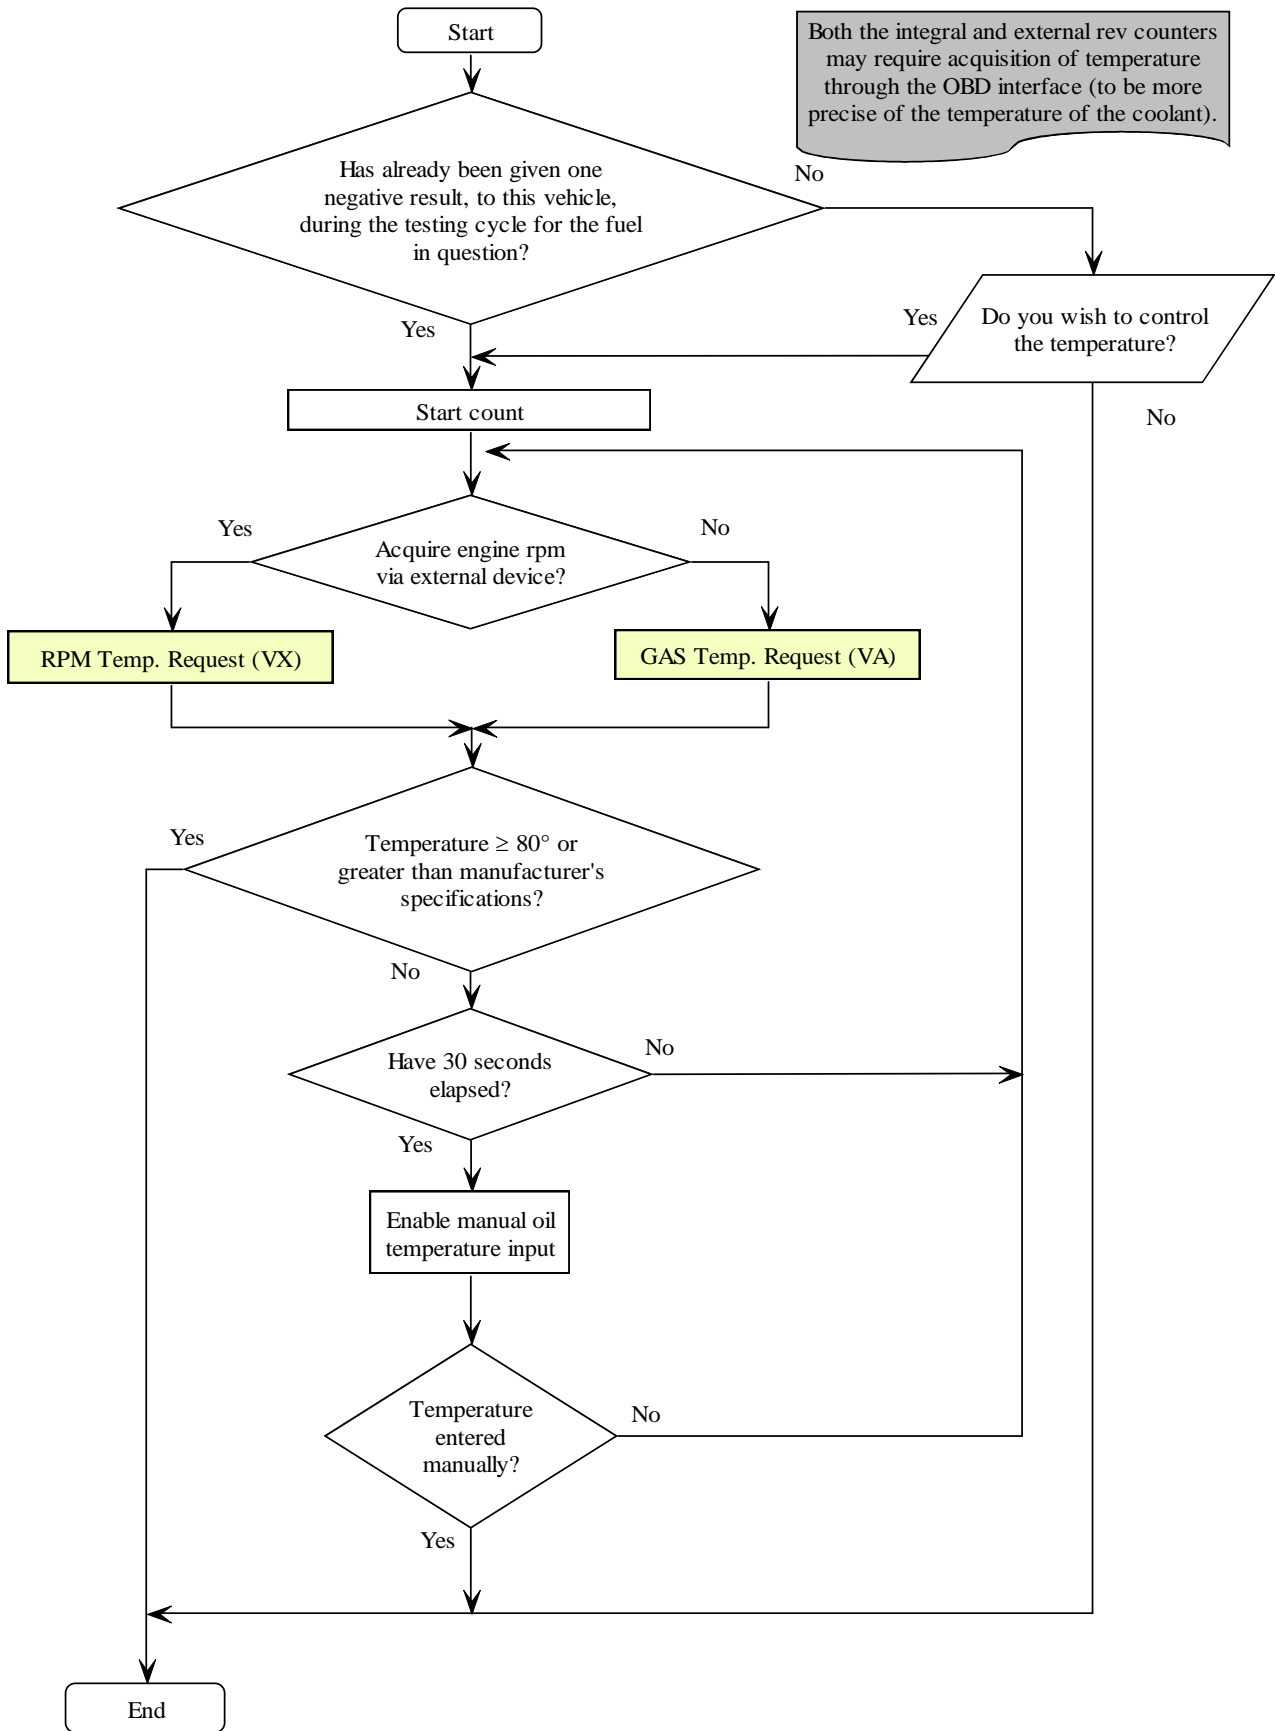 Start
Both the integral and external rev counters
may require acquisition of temperature
through the OBD interface (to be more
precise of the temperature of the coolant).
Has already been given one
negative result, to this vehicle,
during the testing cycle for the fuel
in question?
No
Yes
Do you wish to control
the temperature?
Yes
No
Start count
Yes
Acquire engine rpm
via external device?
No
RPM Temp. Request (VX)
GAS Temp. Request (VA)
Yes
Temperature ≥ 80° or
greater than manufacturer's
specifications?
No
Have 30 seconds
elapsed?
No
Yes
Enable manual oil
temperature input
Temperature
entered
manually?
No
Yes
End